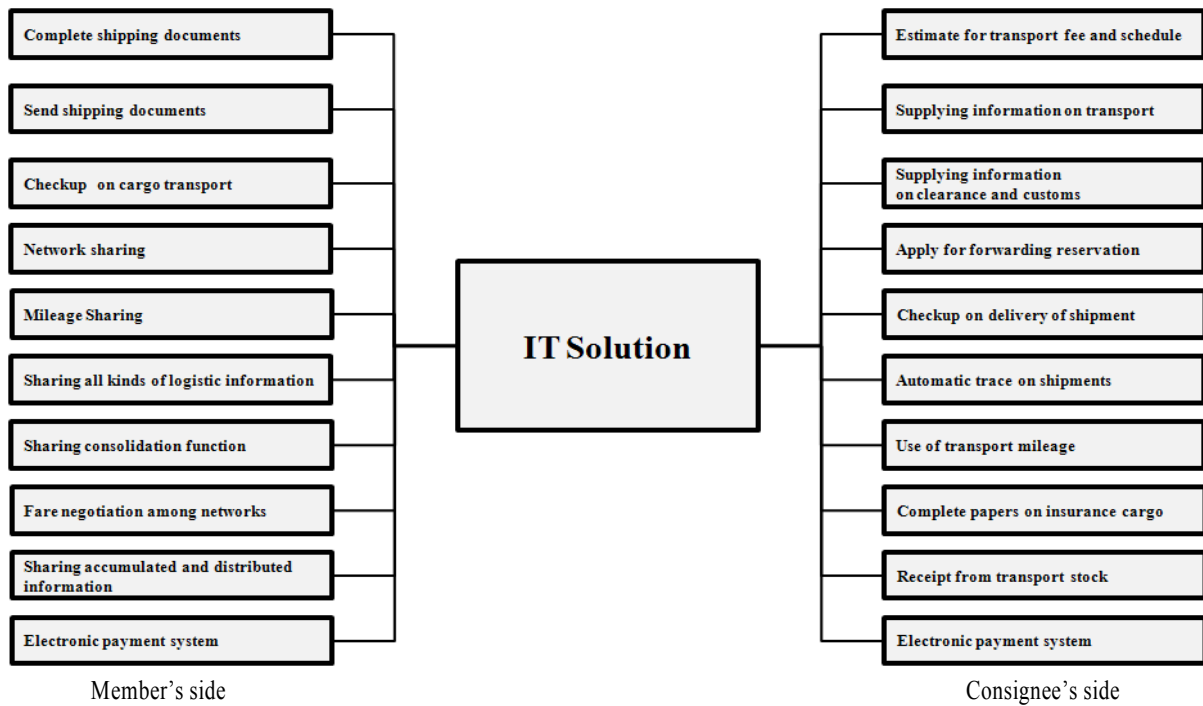 Complete shipping documents
Send shipping documents
Checkup on cargo transport
Network sharing
Mileage Sharing
Sharing all kinds of logistic information
Sharing consolidation function
Fare negotiation among networks
Sharing accumulated and distributed
information
Electronic payment system
Member’s side
IT Solution
Estimate for transport fee and schedule
Supplying information on transport
Supplying information
on clearance and customs
Apply for forwarding reservation
Checkup on delivery of shipment
Automatic trace on shipments
Use of transport mileage
Complete papers on insurance cargo
Receipt from transport stock
Electronic payment system
Consignee’s side